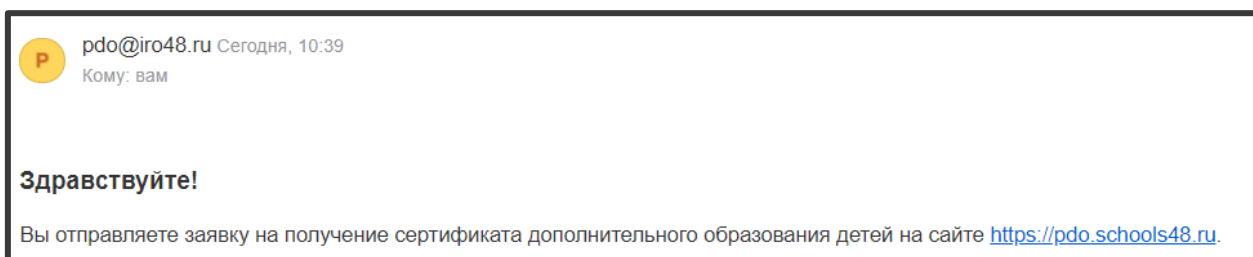 P
pdo@iro48.ru Сегодня, 10:39
Кому: вам
Здравствуйте!
Вы отправляете заявку на получение сертификата дополнительного образования детей на сайте https://pdo.schools48.ru.